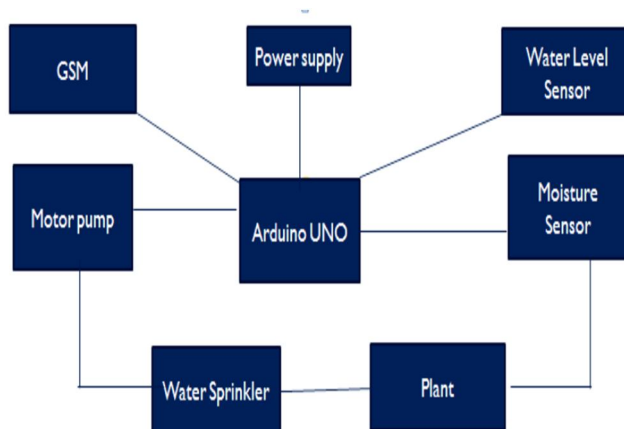 GSM
Power supply
Water Level
Sensor
Motor pump
Arduino UNO
Moisture
Sensor
Water Sprinkler
Plant